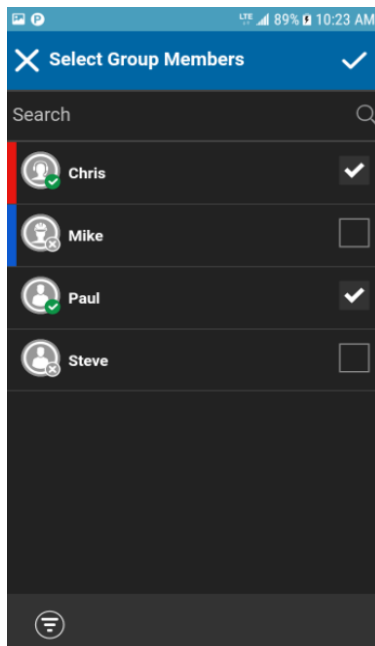 LTE 89% 10:23 AM
Select Group Members
Search
Chris
Mike
Paul
Steve